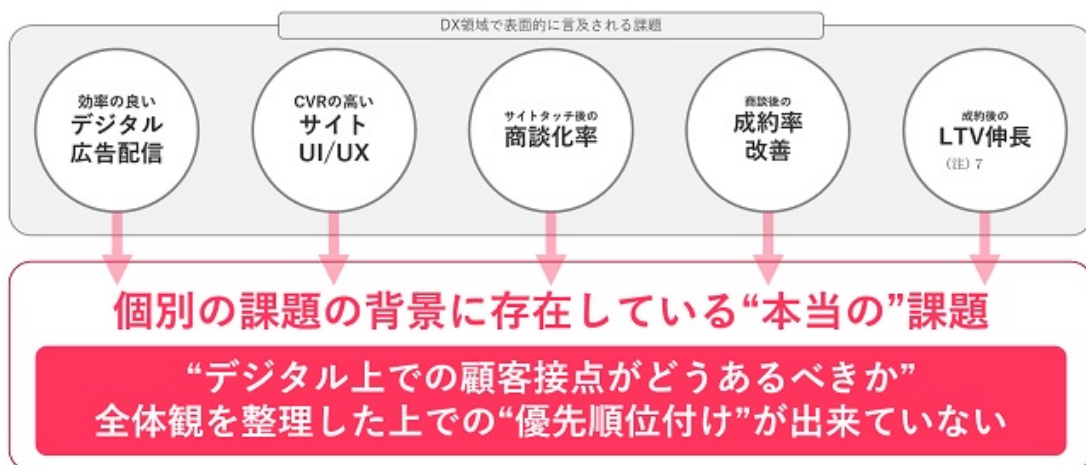 DX領域で表面的に言及される課題
効率の良い
デジタル
広告配信
CVRの高い
サイト
UI/UX
サイトタッチ後の
商談化率
商談後の
成約率
改善
成約後の
LTV伸長
(注) 7
個別の課題の背景に存在している“本当の”課題
“デジタル上での顧客接点がどうあるべきか”
全体観を整理した上での“優先順位付け”が出来ていない